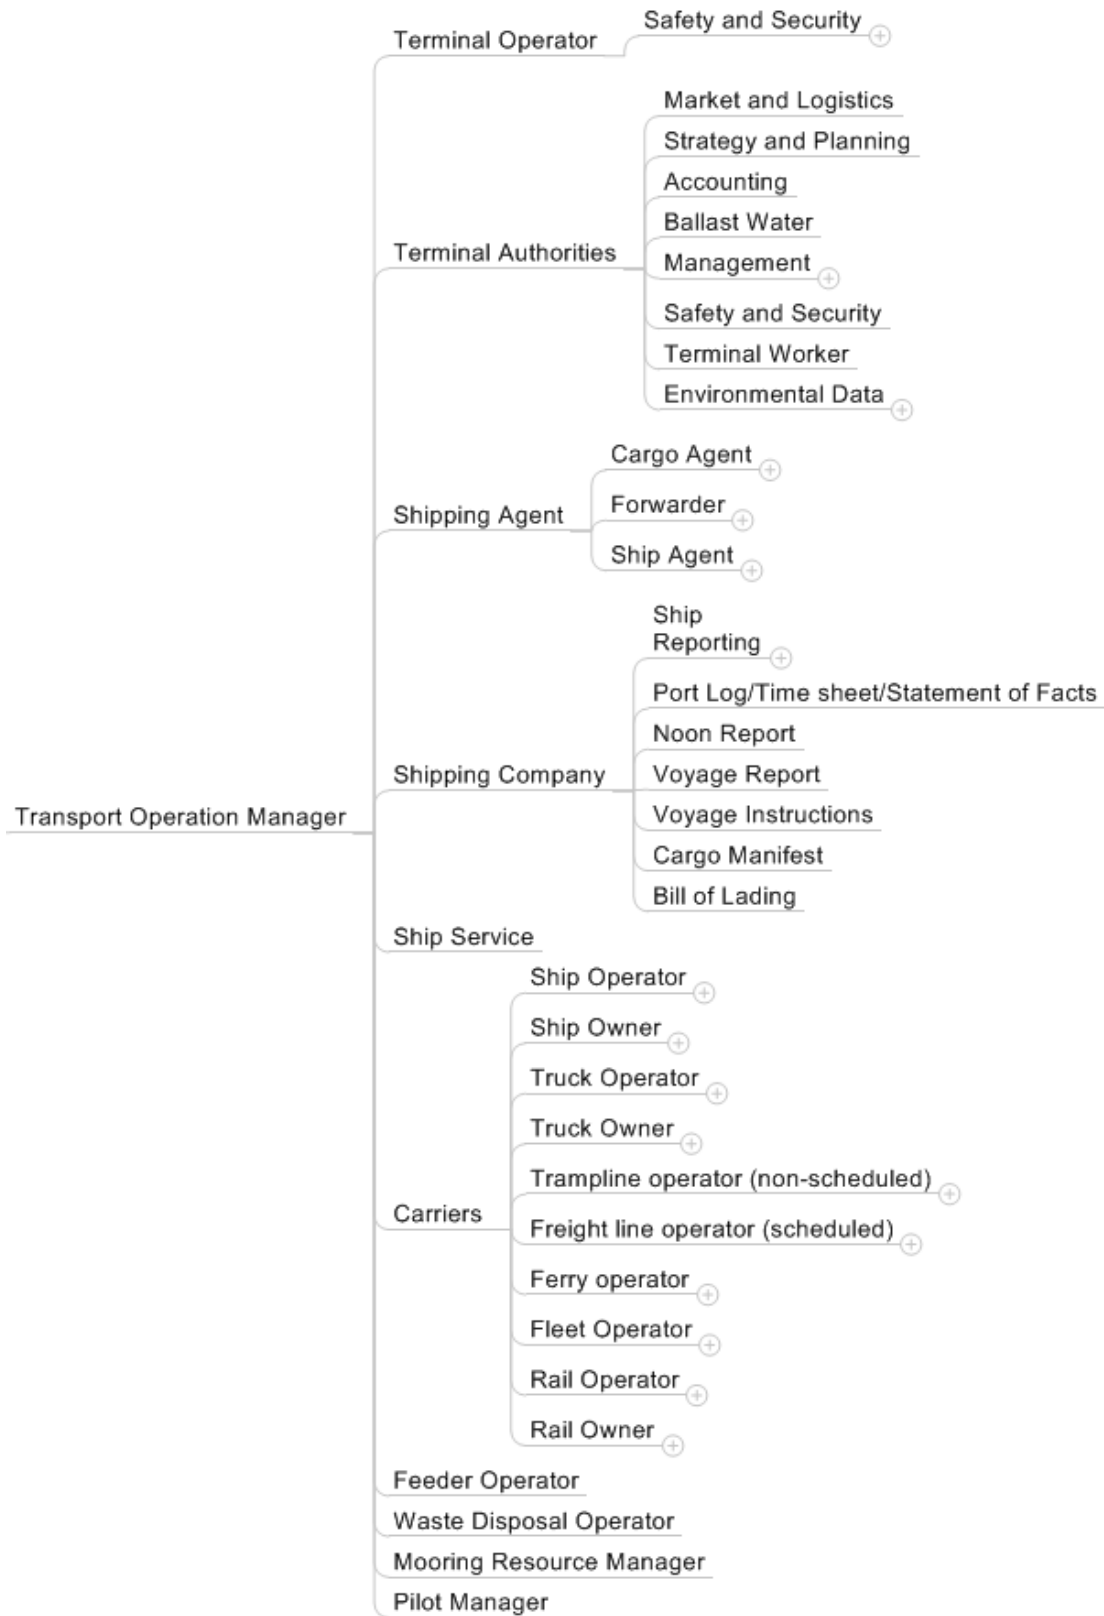 Safety and Security
Terminal Operator
Market and Logistics
Strategy and Planning
Accounting
Ballast Water
Terminal Authorities
Management
Safety and Security
Terminal Worker
Environmental Data
Cargo Agent
Forwarder
Shipping Agent
Ship Agent
Ship
Reporting
Port Log/Time sheet/Statement of Facts
Noon Report
Shipping Company
Voyage Report
Voyage Instructions
Transport Operation Manager
Cargo Manifest
Bill of Lading
Ship Service
Ship Operator
Ship Owner
Truck Operator
Truck Owner
Trampline operator (non-scheduled)
Carriers
Freight line operator (scheduled)
Ferry operator
Fleet Operator
Rail Operator
Rail Owner
Feeder Operator
Waste Disposal Operator
Mooring Resource Manager
Pilot Manager